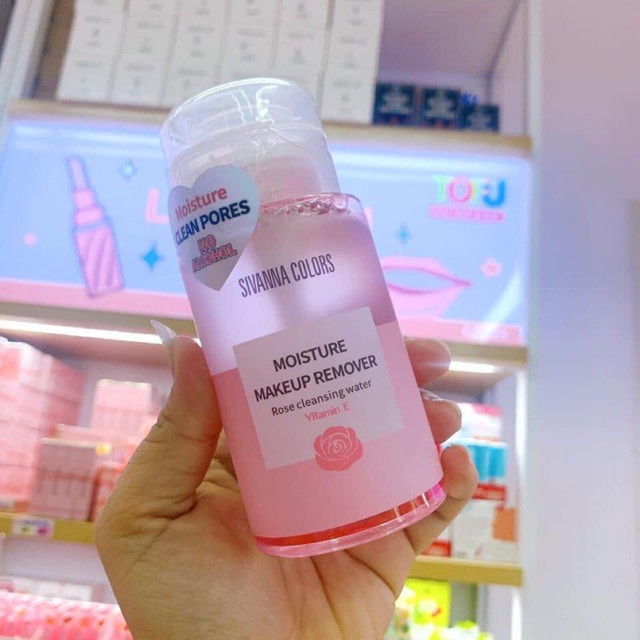 TOFU
Moisture
CLEAN PORES
NO
ALCOHOL
SIVANNA COLORS
MOISTURE
MAKEUP REMOVER
Rose cleansing water
Vitamin E